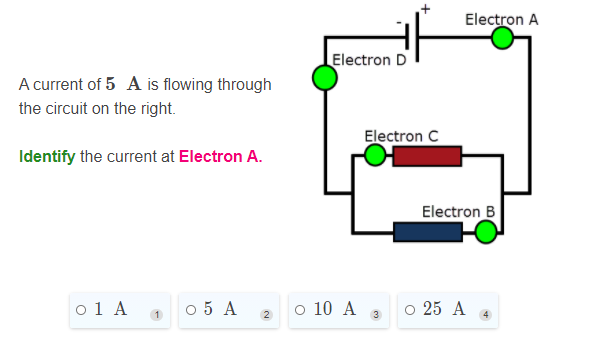 - +
Electron A
Electron D
A current of 5 A is flowing through
the circuit on the right.
Electron C
Identify the current at Electron A.
Electron B
1 A 1
5 A 2
10 A 3
25 A 4